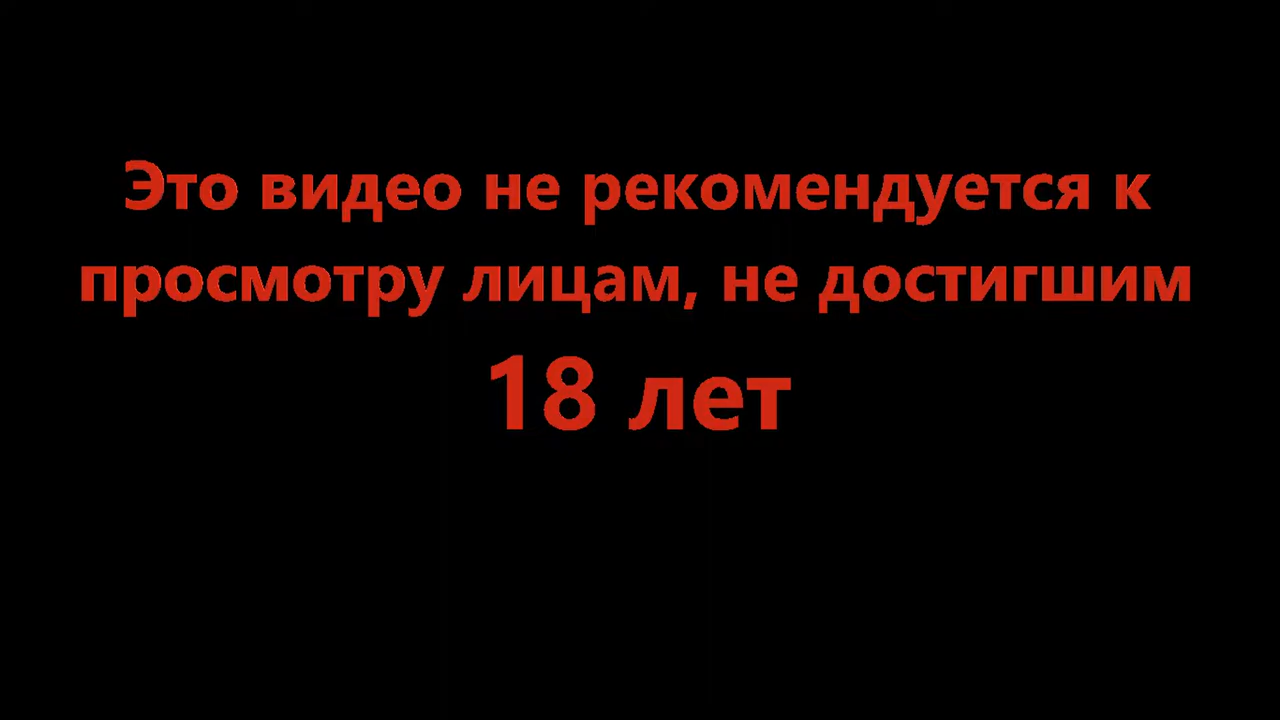 Это видео не рекомендуется к
просмотру лицам, не достигшим
18 лет